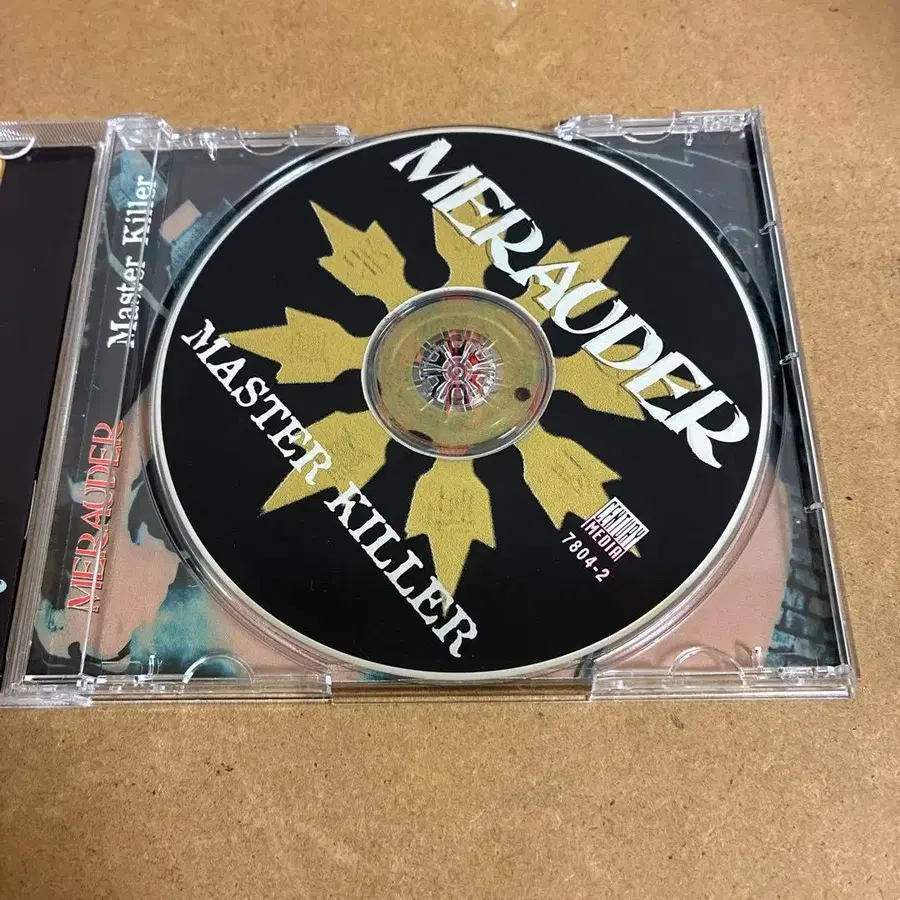 MERAUDER
MASTER KILLER
CENTURY
MEDIA
7804-2
MERAUDER
Master Killer